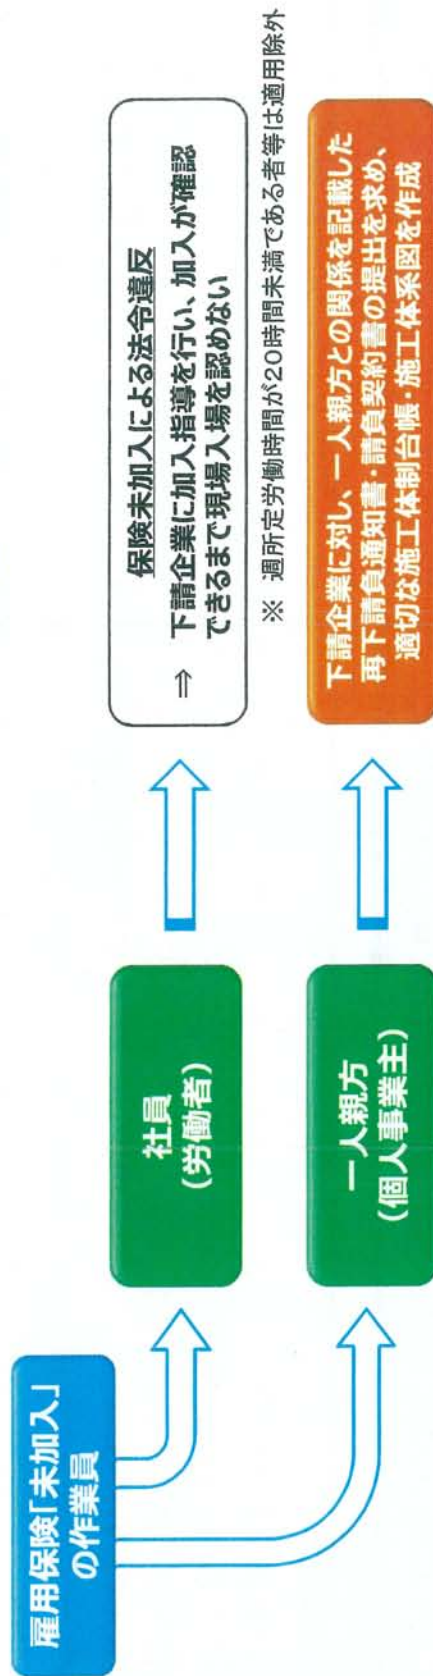 雇用保険「未加入」
の作業員
社員
(労働者)
保険未加入による法令違反
⇒ 下請企業に加入指導を行い、加入が確認
できるまで現場入場を認めない
※ 週所定労働時間が20時間未満である者等は適用除外
一人親方
(個人事業主)
下請企業に対し、一人親方との関係を記載した
再下請負通知書・請負契約書の提出を求め、
適切な施工体制台帳・施工体系図を作成